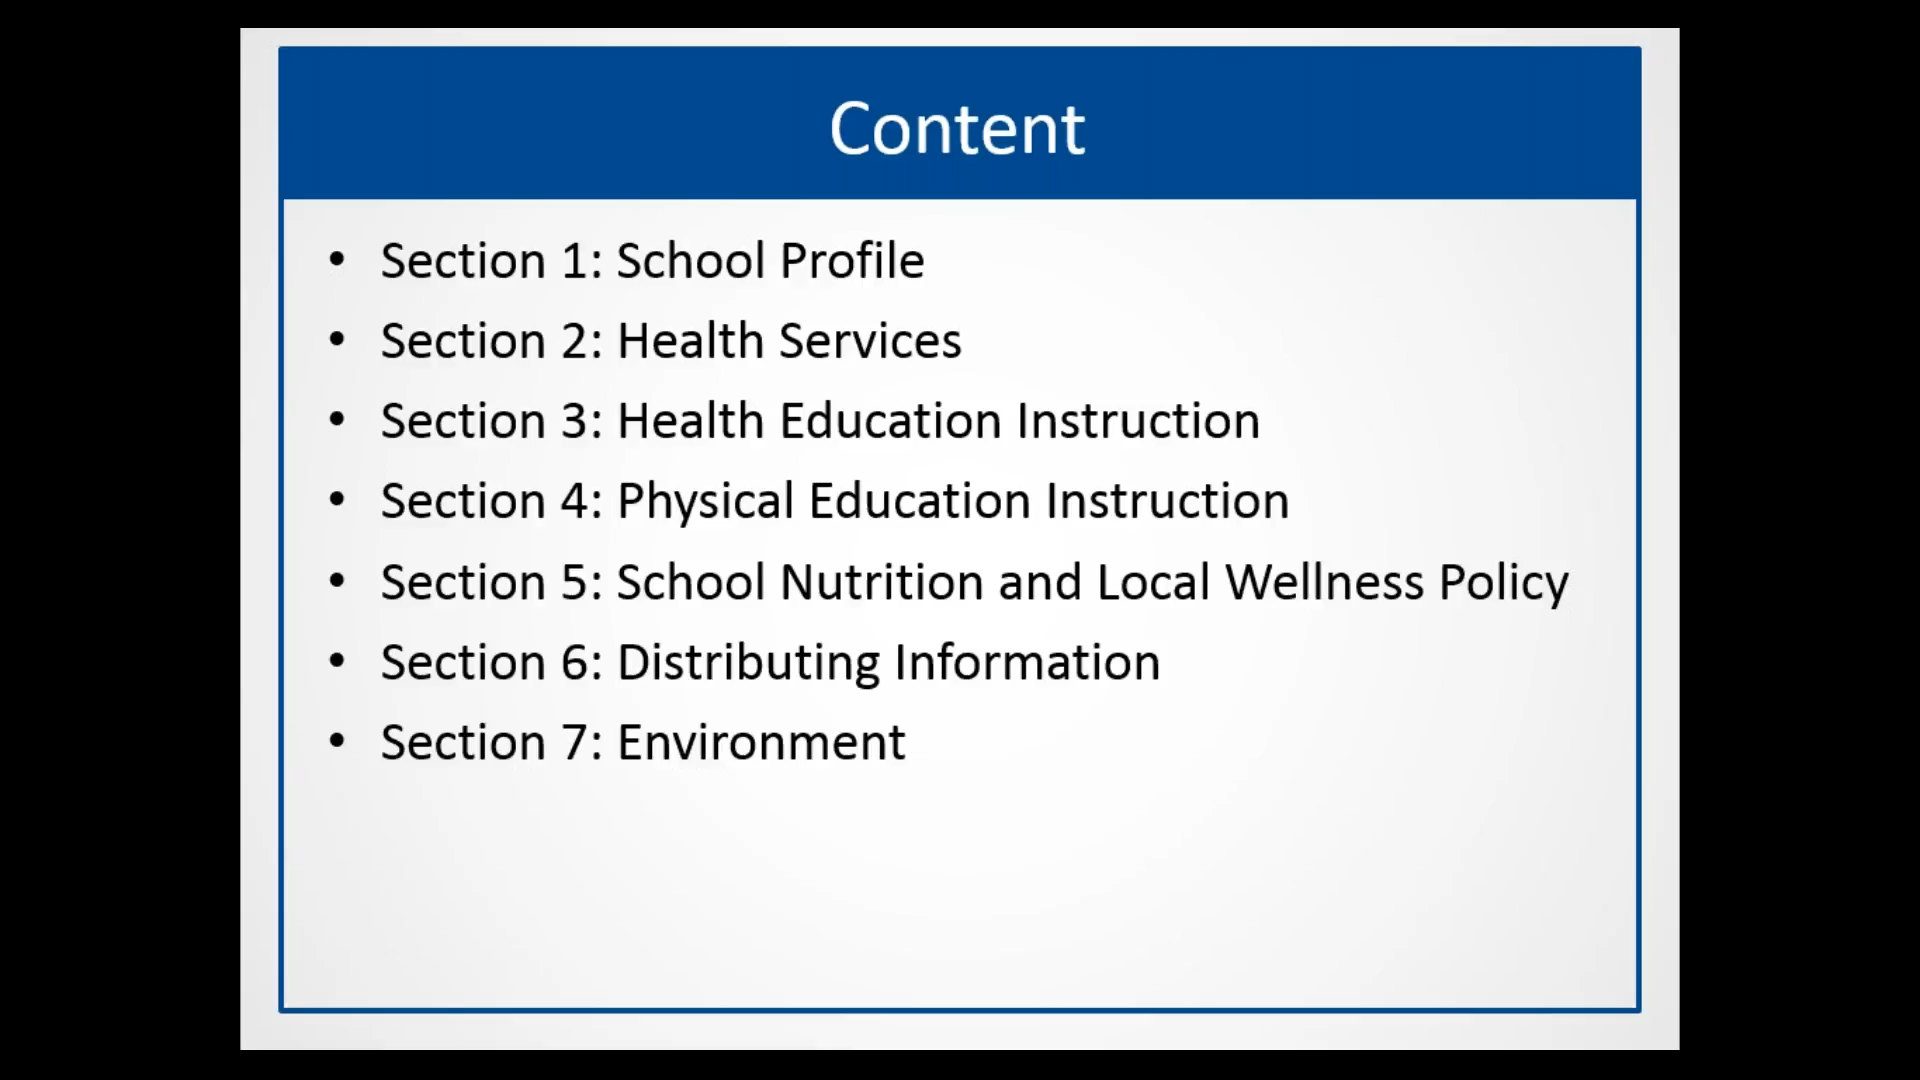 Content
• Section 1: School Profile
• Section 2: Health Services
• Section 3: Health Education Instruction
• Section 4: Physical Education Instruction
• Section 5: School Nutrition and Local Wellness Policy
• Section 6: Distributing Information
• Section 7: Environment